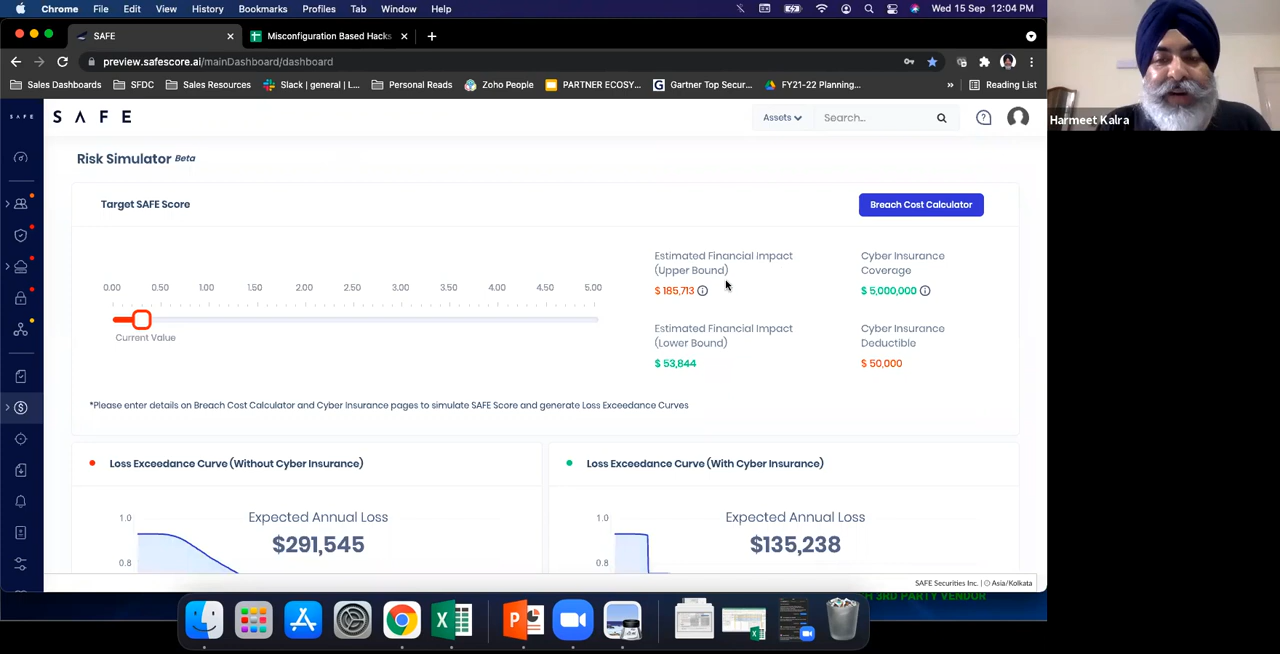 Chrome File Edit View History Bookmarks Profiles Tab Window Help Wed 15 Sep 12:04 PM
SAFE
Misconfiguration Based Hacks
preview.safescore.ai/mainDashboard/dashboard
Sales Dashboards SFDC Sales Resources Slack | general | L... Personal Reads Zoho People PARTNER ECOSY... Gartner Top Secur... FY21-22 Planning... » Reading List
SAFE
S A F E
Assets
Search...
Harmeet Kalra
Risk Simulator Beta
Target SAFE Score
Breach Cost Calculator
Estimated Financial Impact
(Upper Bound)
$ 185,713
Cyber Insurance
Coverage
$ 5,000,000
0.00 0.50 1.00 1.50 2.00 2.50 3.00 3.50 4.00 4.50 5.00
Current Value
Estimated Financial Impact
(Lower Bound)
$ 53,844
Cyber Insurance
Deductible
$ 50,000
*Please enter details on Breach Cost Calculator and Cyber Insurance pages to simulate SAFE Score and generate Loss Exceedance Curves
Loss Exceedance Curve (Without Cyber Insurance)
Expected Annual Loss
$291,545
1.0
0.8
Loss Exceedance Curve (With Cyber Insurance)
Expected Annual Loss
$135,238
1.0
0.8
SAFE Securities Inc. | Asia/Kolkata
3RD PARTY VENDOR